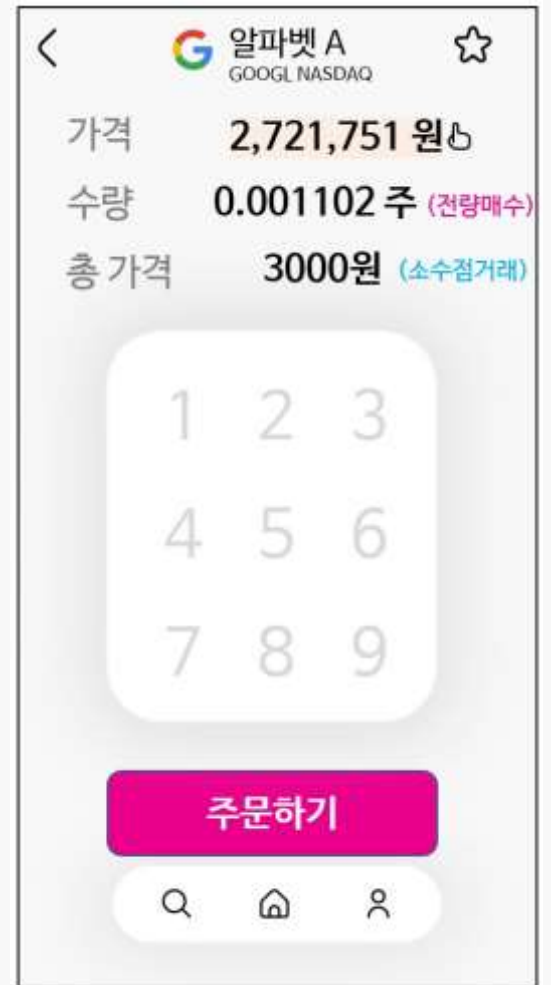 알파벳 A
GOOGL NASDAQ
가격 2,721,751 원
수량 0.001102 주 (전량매수)
총 가격 3000원 (소수점거래)
1 2 3
4 5 6
7 8 9
주문하기